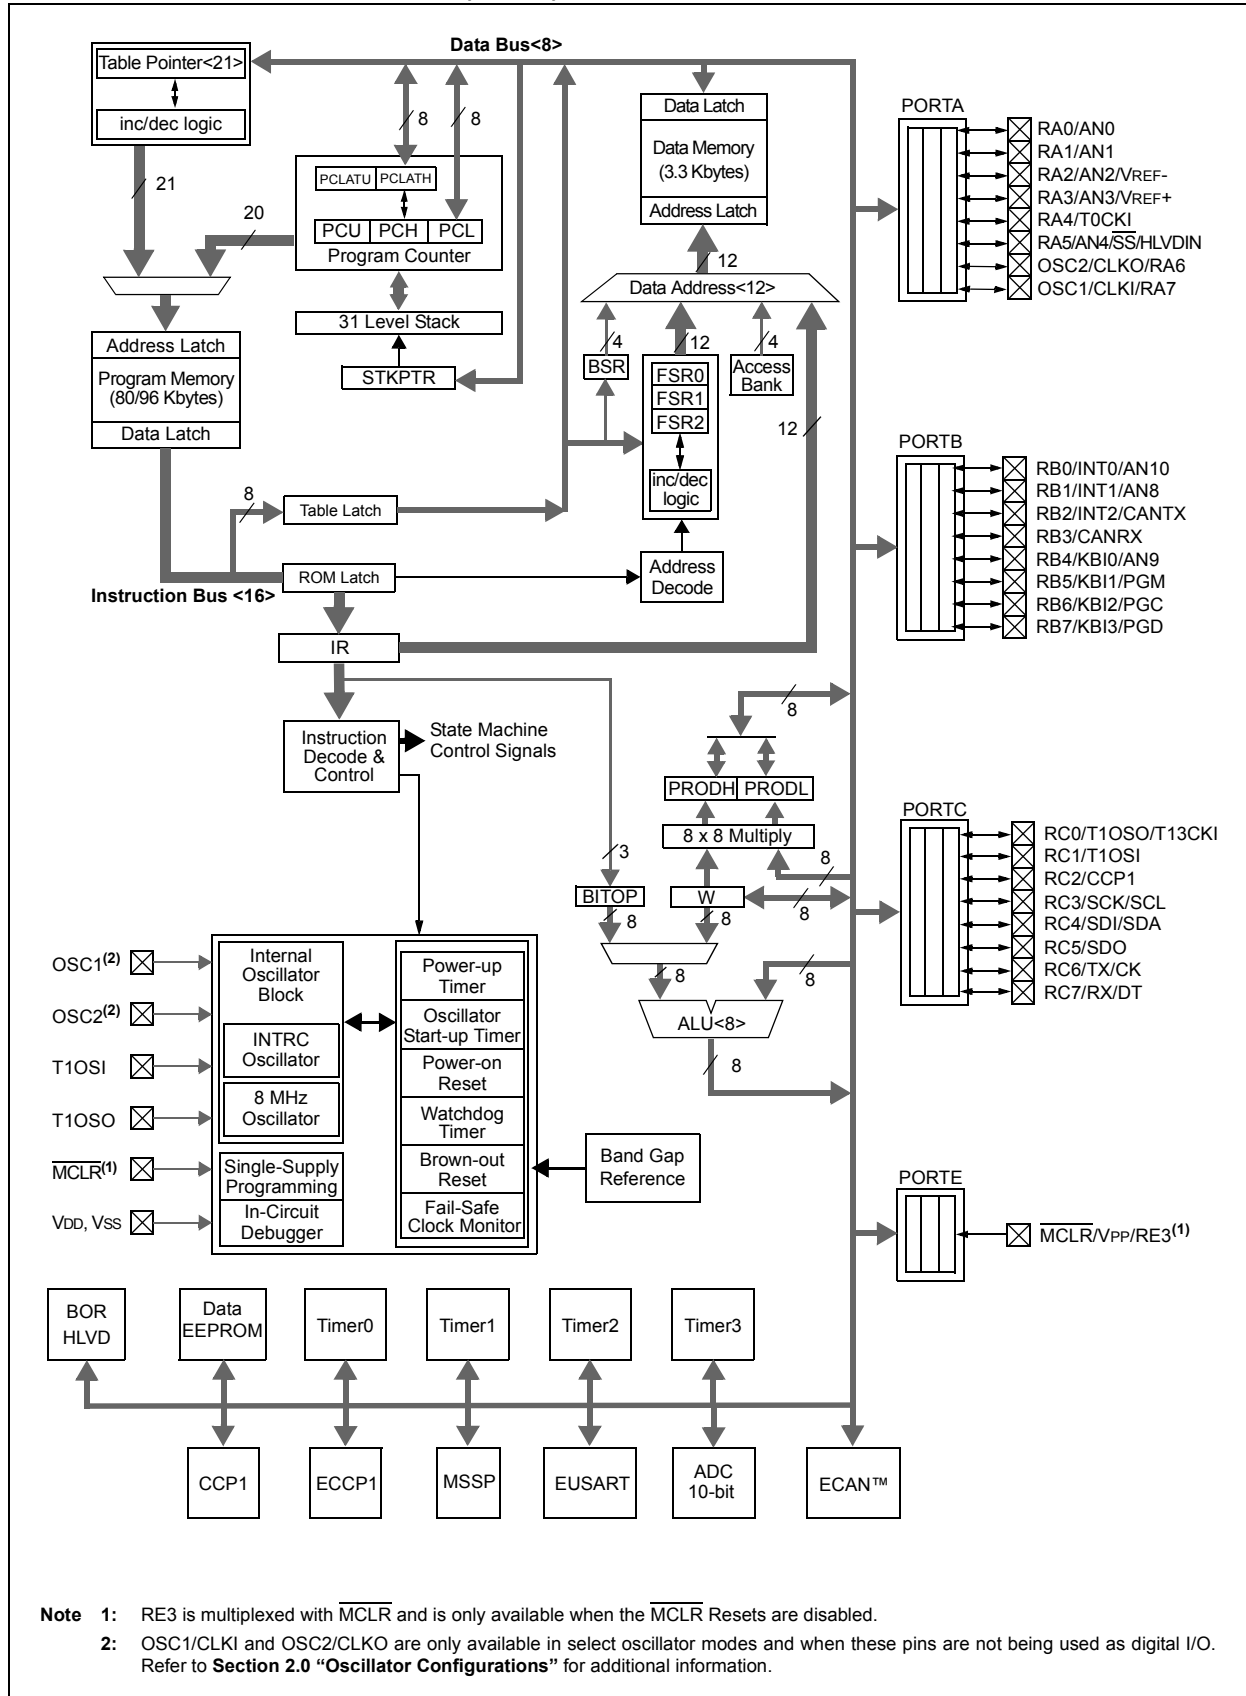 Data Bus<8>
Table Pointer<21>
inc/dec logic
21
20
8
8
PCLATU
PCLATH
PCU
PCH
PCL
Program Counter
31 Level Stack
STKPTR
Address Latch
Program Memory
(80/96 Kbytes)
Data Latch
Data Latch
Data Memory
(3.3 Kbytes)
Address Latch
12
Data Address<12>
4
12
4
BSR
FSR0
FSR1
FSR2
inc/dec
logic
Access
Bank
12
8
Table Latch
ROM Latch
Instruction Bus <16>
Address
Decode
IR
Instruction
Decode &
Control
State Machine
Control Signals
8
PRODH
PRODL
8 x 8 Multiply
3
8
BITOP
W
8
8
8
8
8
ALU<8>
8
PORTA
RA0/AN0
RA1/AN1
RA2/AN2/VREF-
RA3/AN3/VREF+
RA4/T0CKI
RA5/AN4/SS/HLVDIN
OSC2/CLKO/RA6
OSC1/CLKI/RA7
PORTB
RB0/INT0/AN10
RB1/INT1/AN8
RB2/INT2/CANTX
RB3/CANRX
RB4/KBI0/AN9
RB5/KBI1/PGM
RB6/KBI2/PGC
RB7/KBI3/PGD
PORTC
RC0/T1OSO/T13CKI
RC1/T1OSI
RC2/CCP1
RC3/SCK/SCL
RC4/SDI/SDA
RC5/SDO
RC6/TX/CK
RC7/RX/DT
PORTE
MCLR/VPP/RE3(1)
OSC1(2)
OSC2(2)
T1OSI
T1OSO
MCLR(1)
VDD, VSS
Internal
Oscillator
Block
INTRC
Oscillator
8 MHz
Oscillator
Single-Supply
Programming
In-Circuit
Debugger
Power-up
Timer
Oscillator
Start-up Timer
Power-on
Reset
Watchdog
Timer
Brown-out
Reset
Fail-Safe
Clock Monitor
Band Gap
Reference
BOR
HLVD
Data
EEPROM
Timer0
Timer1
Timer2
Timer3
CCP1
ECCP1
MSSP
EUSART
ADC
10-bit
ECAN™
Note 1: RE3 is multiplexed with MCLR and is only available when the MCLR Resets are disabled.
2: OSC1/CLKI and OSC2/CLKO are only available in select oscillator modes and when these pins are not being used as digital I/O.
Refer to Section 2.0 “Oscillator Configurations” for additional information.